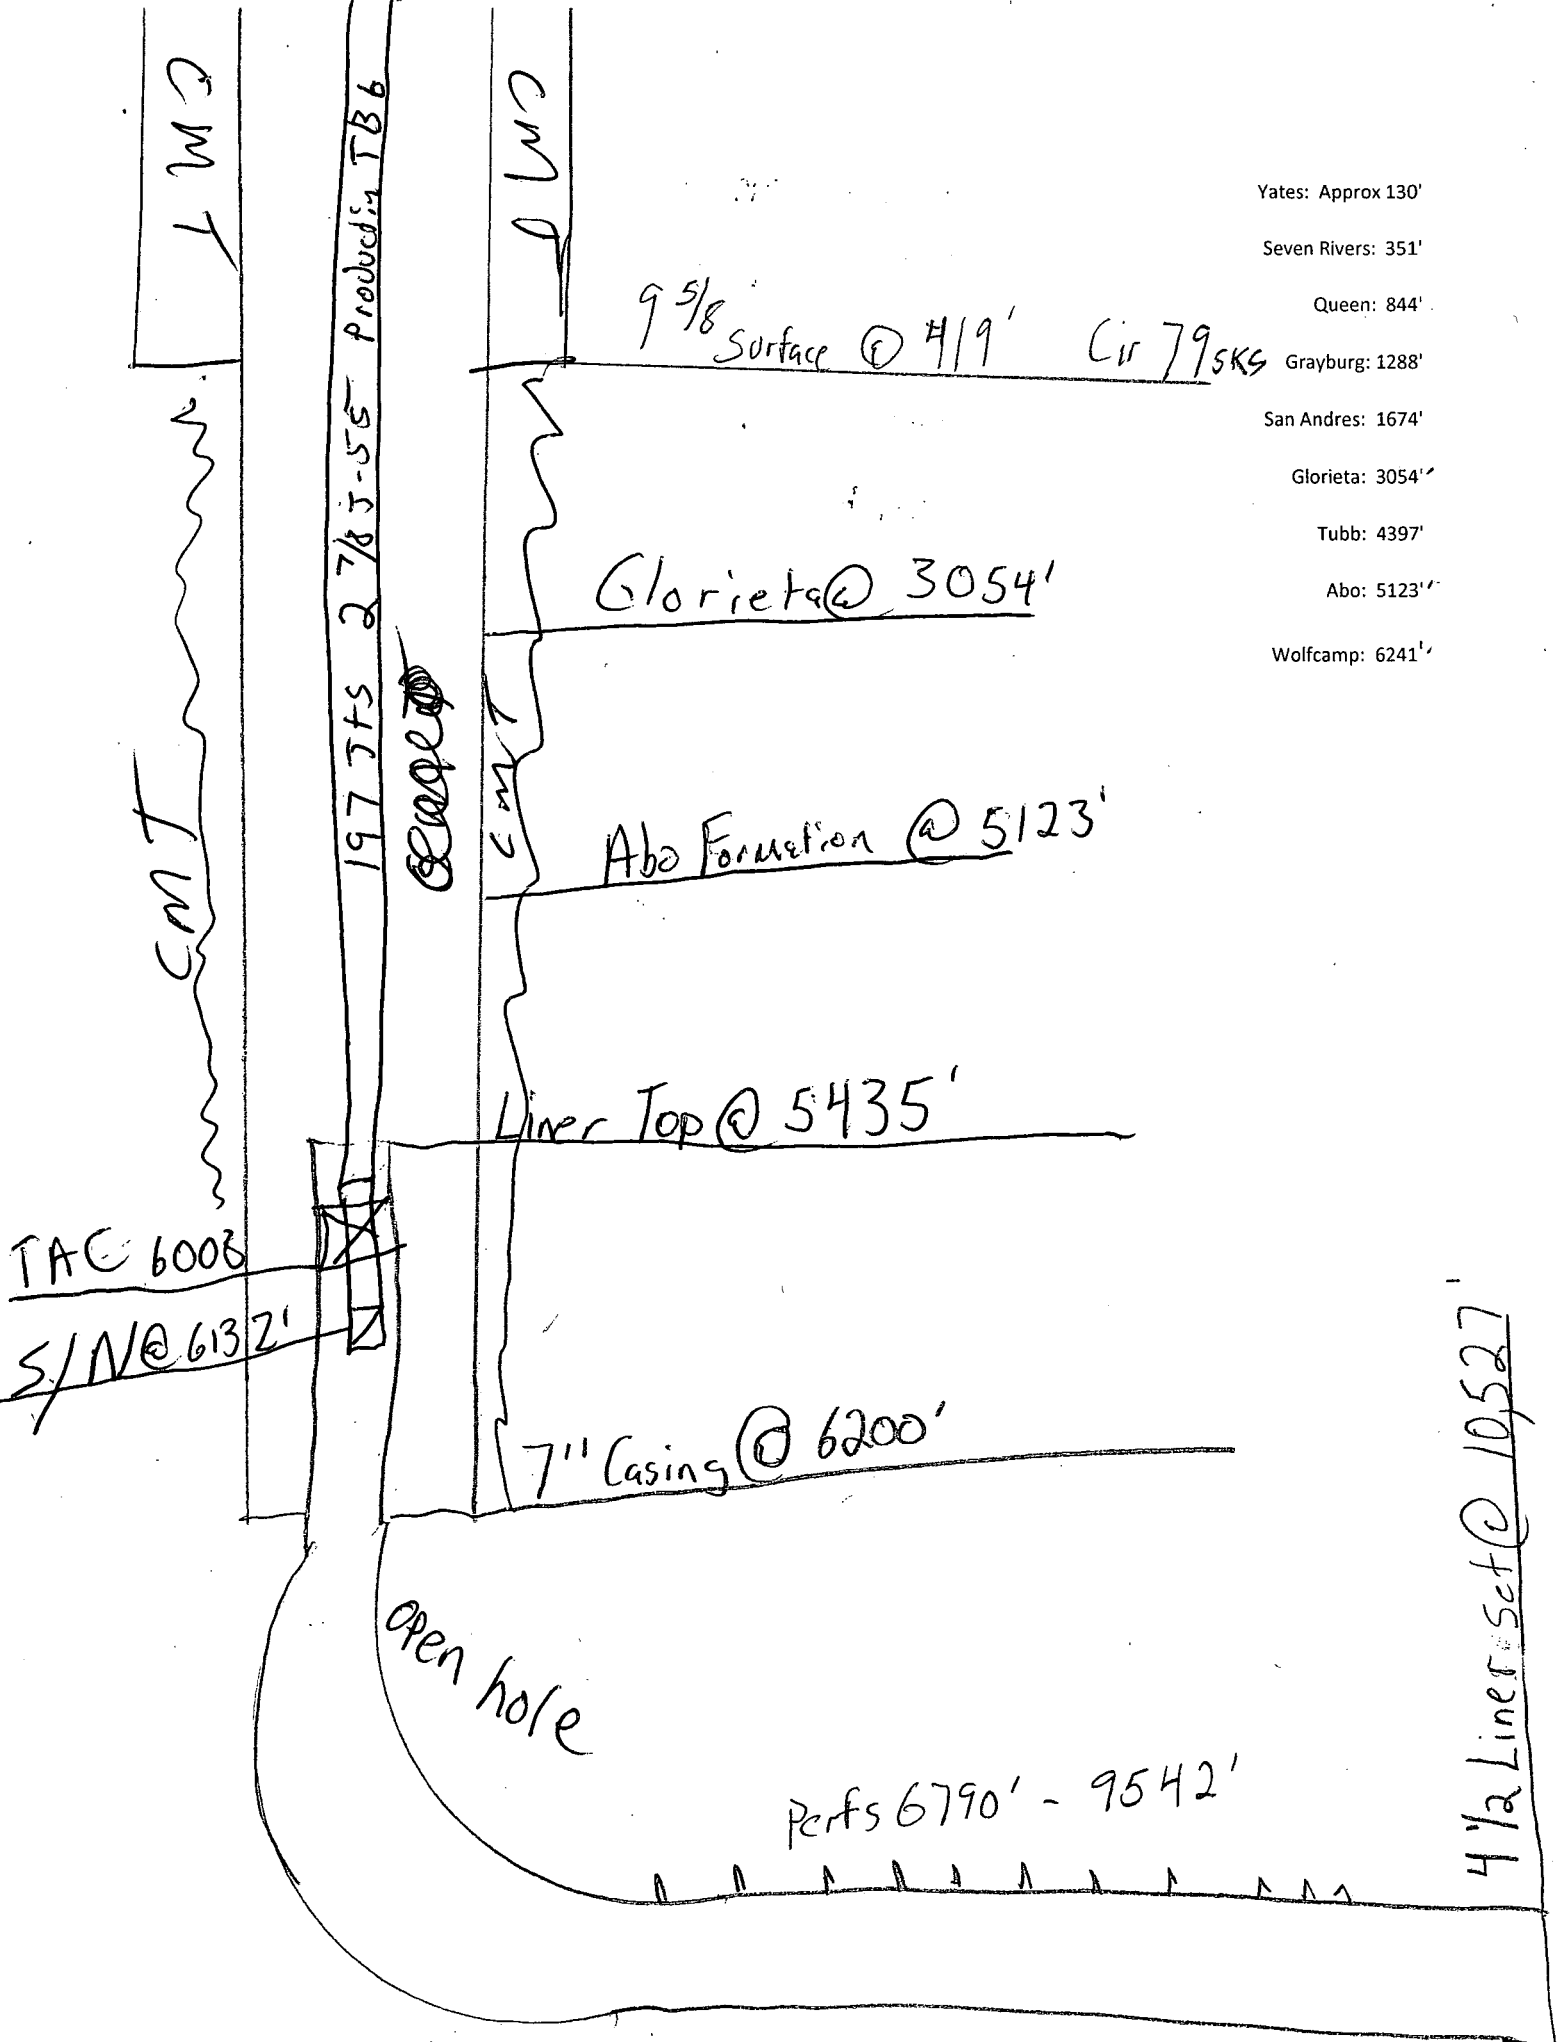 CMT
CMT
197 JTS 2 7/8 J-55 Production TBG
Yates: Approx 130'
Seven Rivers: 351'
Queen: 844'
9 5/8 Surface @ 419' Cir 79 SKS
Grayburg: 1288'
San Andres: 1674'
Glorieta: 3054'
Tubb: 4397'
Glorieta @ 3054'
Abo: 5123'
Wolfcamp: 6241'
CMT
CMT
Abo Formation @ 5123'
Liner Top @ 5435'
TAC 6008
S/N @ 6132'
7" Casing @ 6200'
open hole
Perfs 6790' - 9542'
4 1/2 Liner Set @ 10,527'